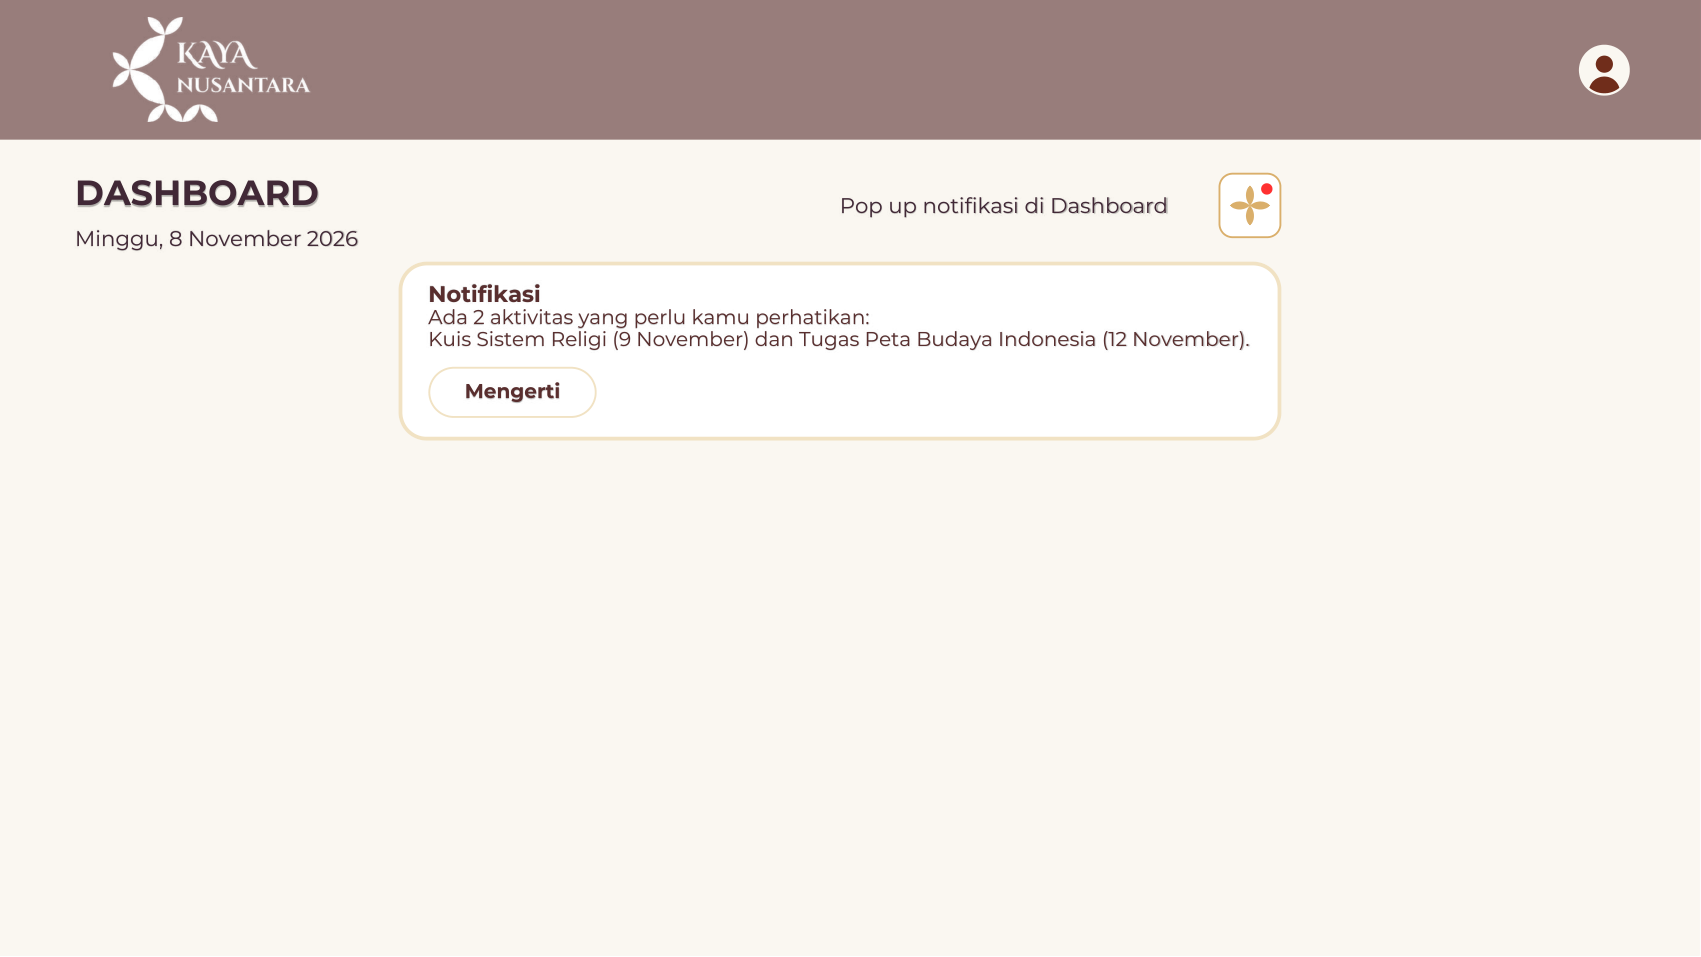 KAYA
NUSANTARA
DASHBOARD
Minggu, 8 November 2026
Pop up notifikasi di Dashboard
Notifikasi
Ada 2 aktivitas yang perlu kamu perhatikan:
Kuis Sistem Religi (9 November) dan Tugas Peta Budaya Indonesia (12 November).
Mengerti